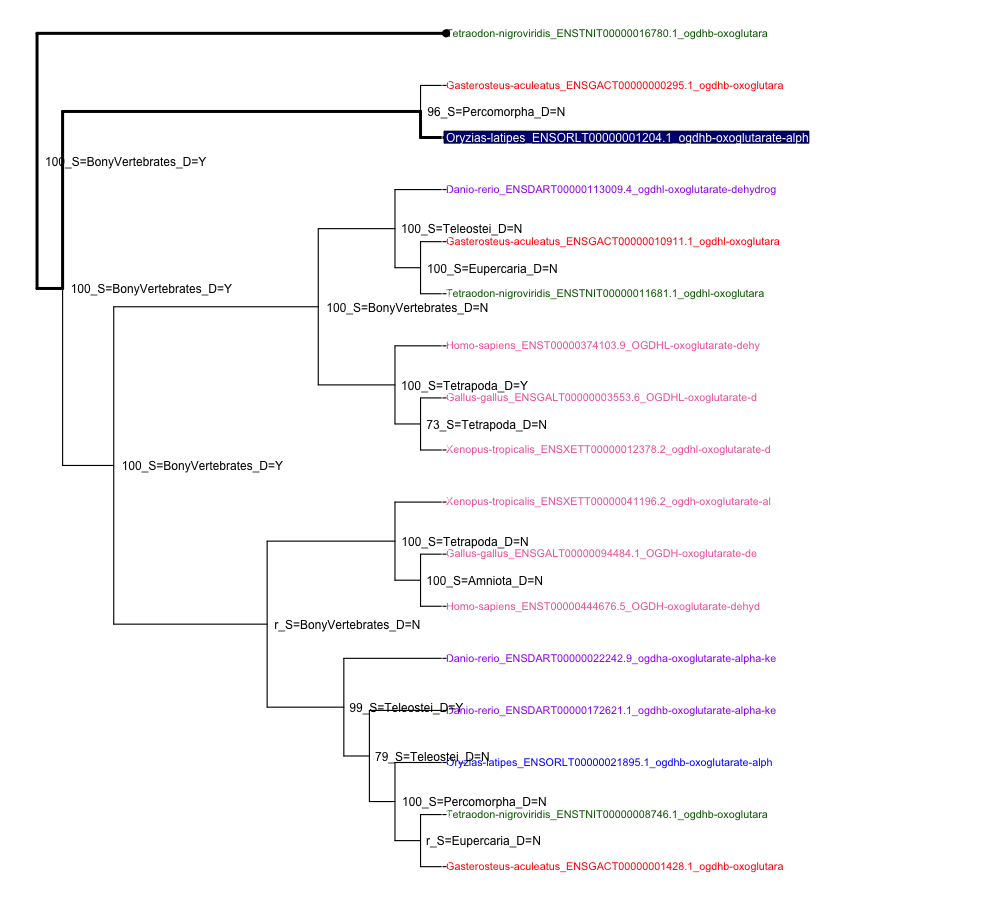 Tetraodon-nigroviridis_ENSTNIT00000016780.1_ogdhb-oxoglutara
Gasterosteus-aculeatus_ENSGACT00000000295.1_ogdhb-oxoglutara
96_S=Percomorpha_D=N
Oryzias-latipes_ENSORLT00000001204.1_ogdhb-oxoglutarate-alph
100_S=BonyVertebrates_D=Y
Danio-rerio_ENSDART00000113009.4_ogdhl-oxoglutarate-dehydrog
100_S=Teleostei_D=N
Gasterosteus-aculeatus_ENSGACT00000010911.1_ogdhl-oxoglutara
100_S=Eupercaria_D=N
100_S=BonyVertebrates_D=Y
Tetraodon-nigroviridis_ENSTNIT00000011681.1_ogdhl-oxoglutara
100_S=BonyVertebrates_D=N
Homo-sapiens_ENST00000374103.9_OGDHL-oxoglutarate-dehy
100_S=Tetrapoda_D=Y
Gallus-gallus_ENSGALT00000003553.6_OGDHL-oxoglutarate-d
73_S=Tetrapoda_D=N
Xenopus-tropicalis_ENSXETT00000012378.2_ogdhl-oxoglutarate-d
100_S=BonyVertebrates_D=Y
Xenopus-tropicalis_ENSXETT00000041196.2_ogdh-oxoglutarate-al
100_S=Tetrapoda_D=N
Gallus-gallus_ENSGALT00000094484.1_OGDH-oxoglutarate-de
100_S=Amniota_D=N
Homo-sapiens_ENST00000444676.5_OGDH-oxoglutarate-dehyd
r_S=BonyVertebrates_D=N
Danio-rerio_ENSDART00000022242.9_ogdha-oxoglutarate-alpha-ke
99_S=Teleostei_D=Y
Danio-rerio_ENSDART00000172621.1_ogdhb-oxoglutarate-alpha-ke
79_S=Teleostei_D=N
Oryzias-latipes_ENSORLT00000021895.1_ogdhb-oxoglutarate-alph
100_S=Percomorpha_D=N
Tetraodon-nigroviridis_ENSTNIT00000008746.1_ogdhb-oxoglutara
r_S=Eupercaria_D=N
Gasterosteus-aculeatus_ENSGACT00000001428.1_ogdhb-oxoglutara